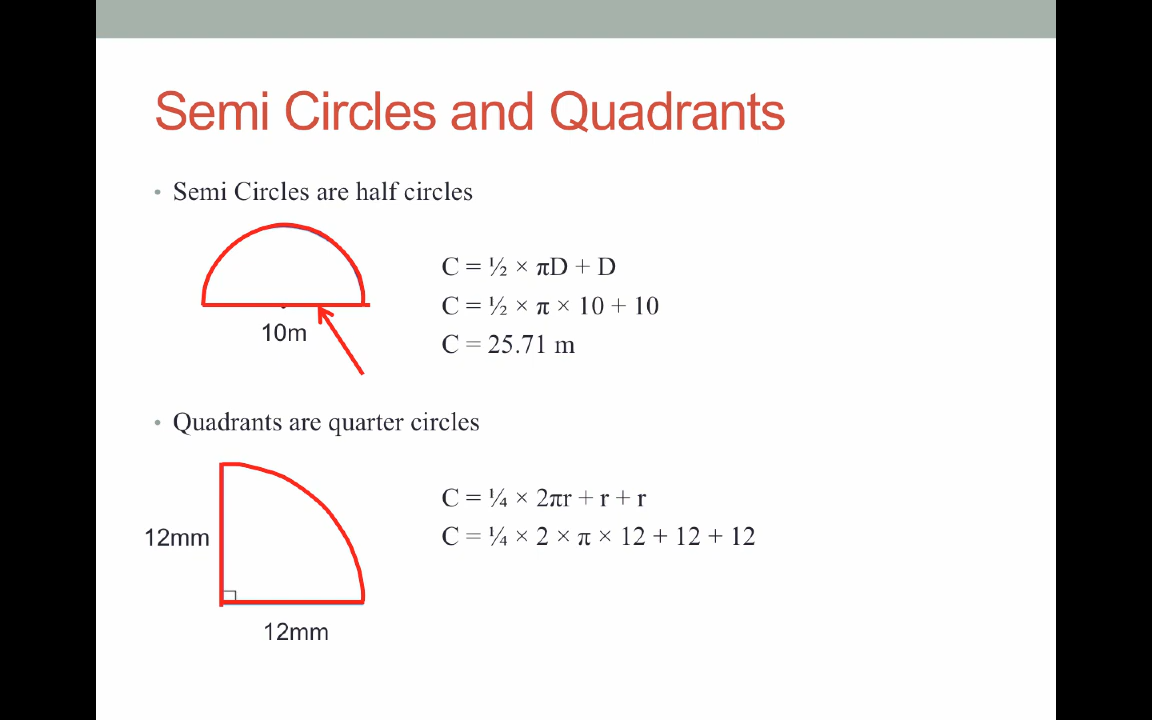 Semi Circles and Quadrants
• Semi Circles are half circles
C = ½ × πD + D
C = ½ × π × 10 + 10
10m
C = 25.71 m
• Quadrants are quarter circles
C = ¼ × 2πr + r + r
12mm
C = ¼ × 2 × π × 12 + 12 + 12
12mm